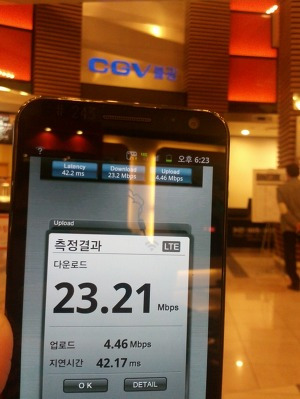 CGV
오후 6:23
Latency Download Upload
42.2 ms 23.2 Mbps 4.46 Mbps
Upload
측정결과 LTE
다운로드
23.21 Mbps
업로드 4.46 Mbps
지연시간 42.17 ms
OK DETAIL